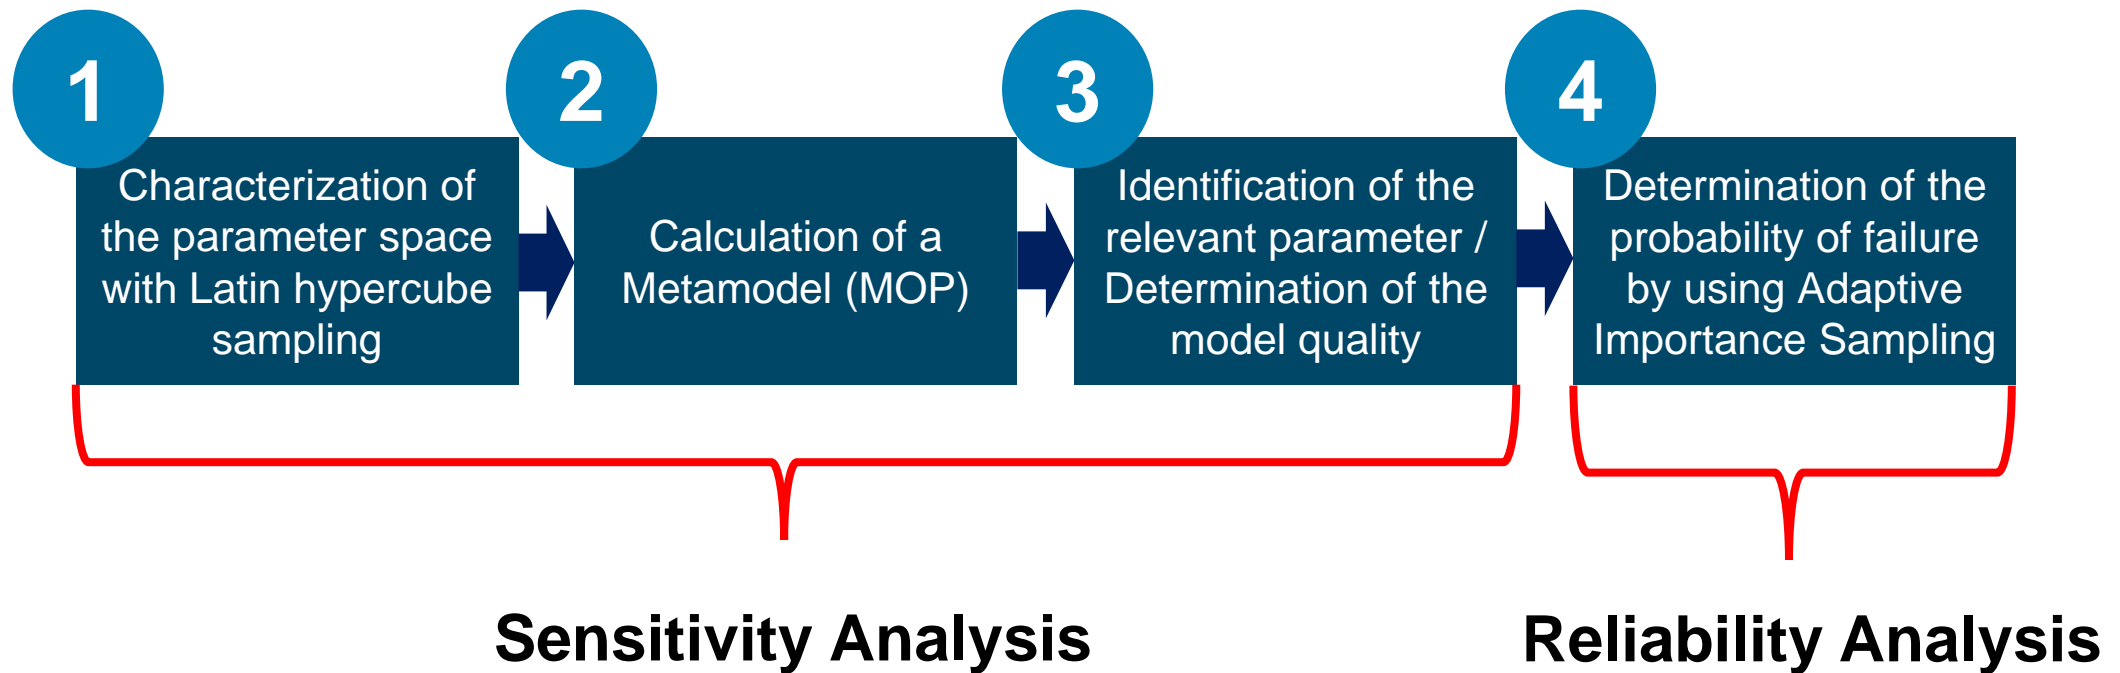 1
Characterization of
the parameter space
with Latin hypercube
sampling
2
Calculation of a
Metamodel (MOP)
3
Identification of the
relevant parameter /
Determination of the
model quality
4
Determination of the
probability of failure
by using Adaptive
Importance Sampling
Sensitivity Analysis
Reliability Analysis